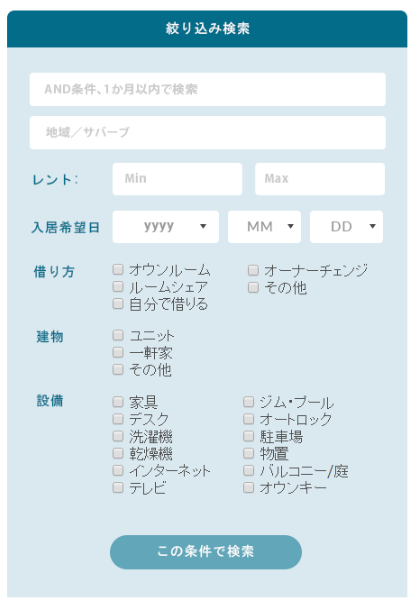 絞り込み検索
AND条件、1か月以内で検索
地域／サバーブ
レント: Min Max
入居希望日 yyyy MM DD
借り方 オウンルーム オーナーチェンジ
ルームシェア その他
自分で借りる
建物 ユニット
一軒家
その他
設備 家具 ジム・プール
デスク オートロック
洗濯機 駐車場
乾燥機 物置
インターネット バルコニー/庭
テレビ オウンキー
この条件で検索